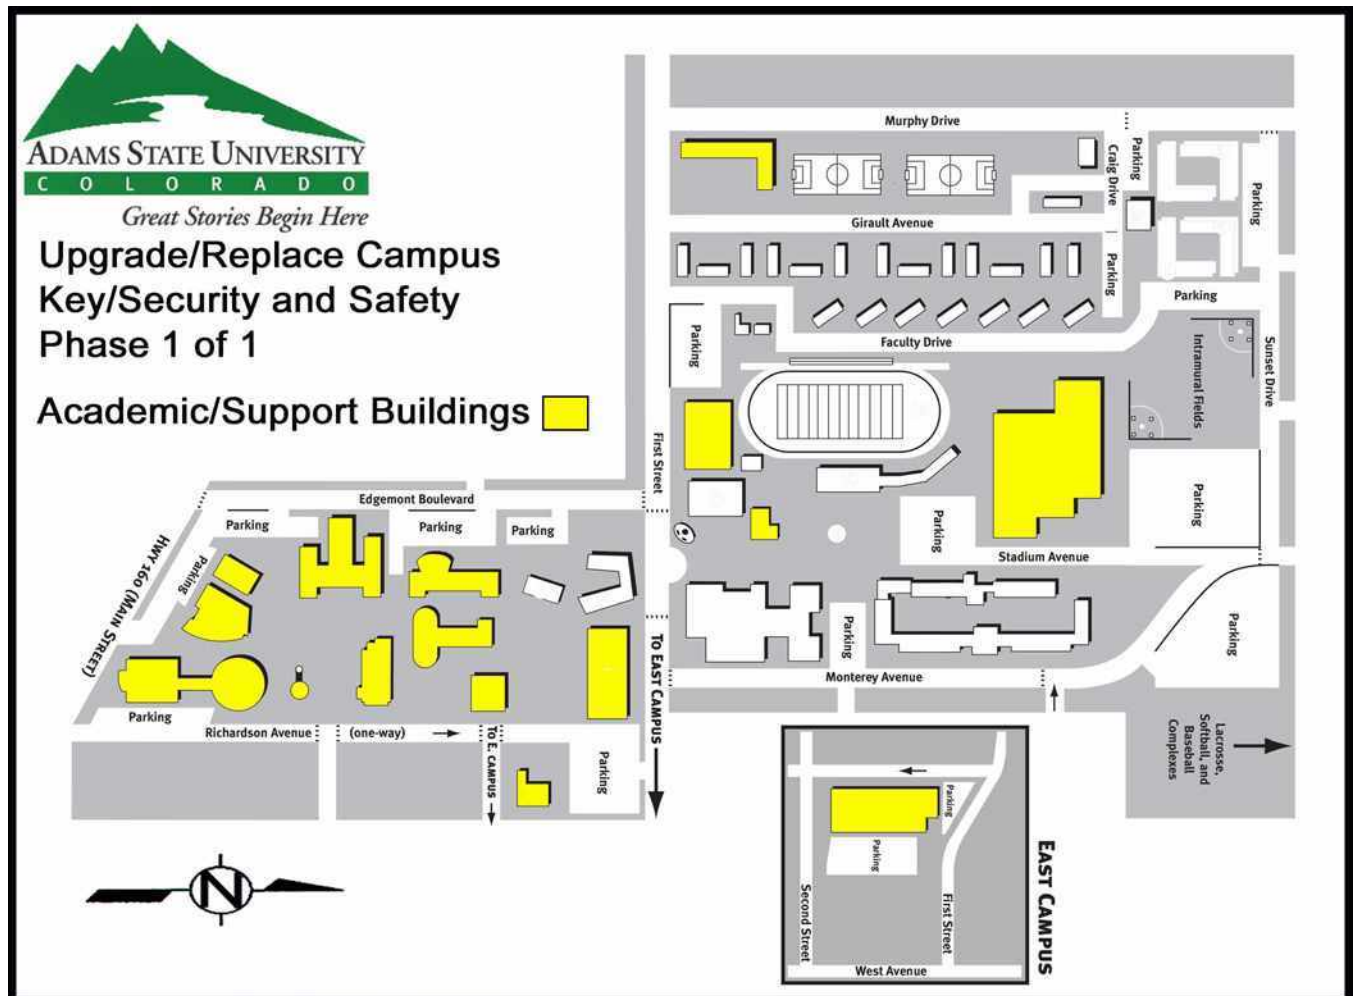 ADAMS STATE UNIVERSITY
COLORADO
Great Stories Begin Here
Upgrade/Replace Campus
Key/Security and Safety
Phase 1 of 1
Academic/Support Buildings
Murphy Drive
Craig Drive
Parking
Parking
Girault Avenue
Parking
Parking
Parking
Faculty Drive
Intramural Fields
Sunset Drive
First Street
Edgemont Boulevard
Parking
Parking
Parking
Parking
HWY 160 (MAIN STREET)
Parking
Parking
Stadium Avenue
Parking
Parking
TO EAST CAMPUS
Monterey Avenue
Parking
Richardson Avenue
(one-way)
TO E. CAMPUS
Parking
Lacrosse,
Softball, and
Baseball
Complexes
Parking
Parking
Second Street
First Street
West Avenue
EAST CAMPUS
N